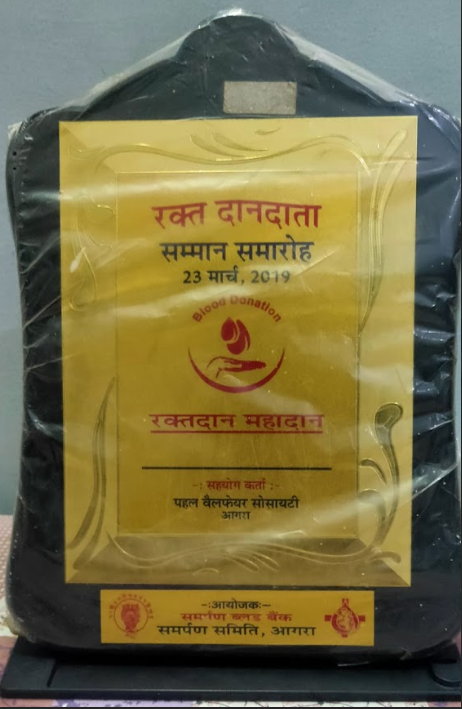 रक्त दानदाता
सम्मान समारोह
23 मार्च, 2019
Blood Donation
रक्तदान महादान
-: सहयोग कर्ता :-
पहल वैलफेयर सोसायटी
आगरा
-:आयोजकः-
समर्पण ब्लड बैंक
समर्पण समिति, आगरा